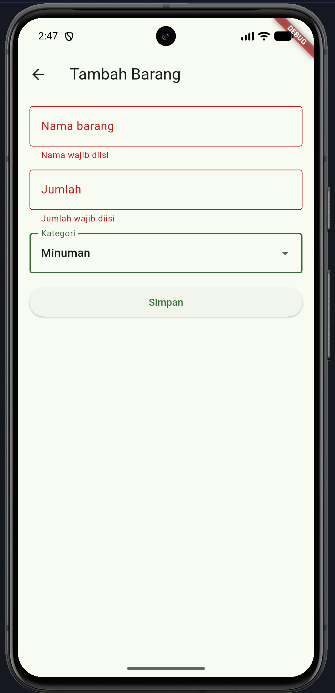 2:47
DEBUG
Tambah Barang
Nama barang
Nama wajib diisi
Jumlah
Jumlah wajib diisi
Kategori
Minuman
Simpan